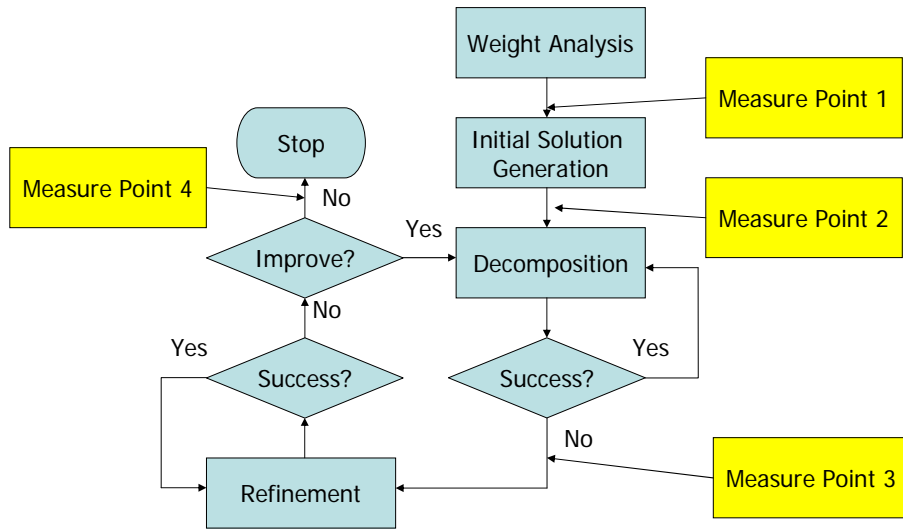 Weight Analysis
Measure Point 1
Stop
Initial Solution
Generation
Measure Point 4
No
Measure Point 2
Yes
Improve?
Decomposition
No
Yes
Success?
Success?
Yes
No
Refinement
Measure Point 3